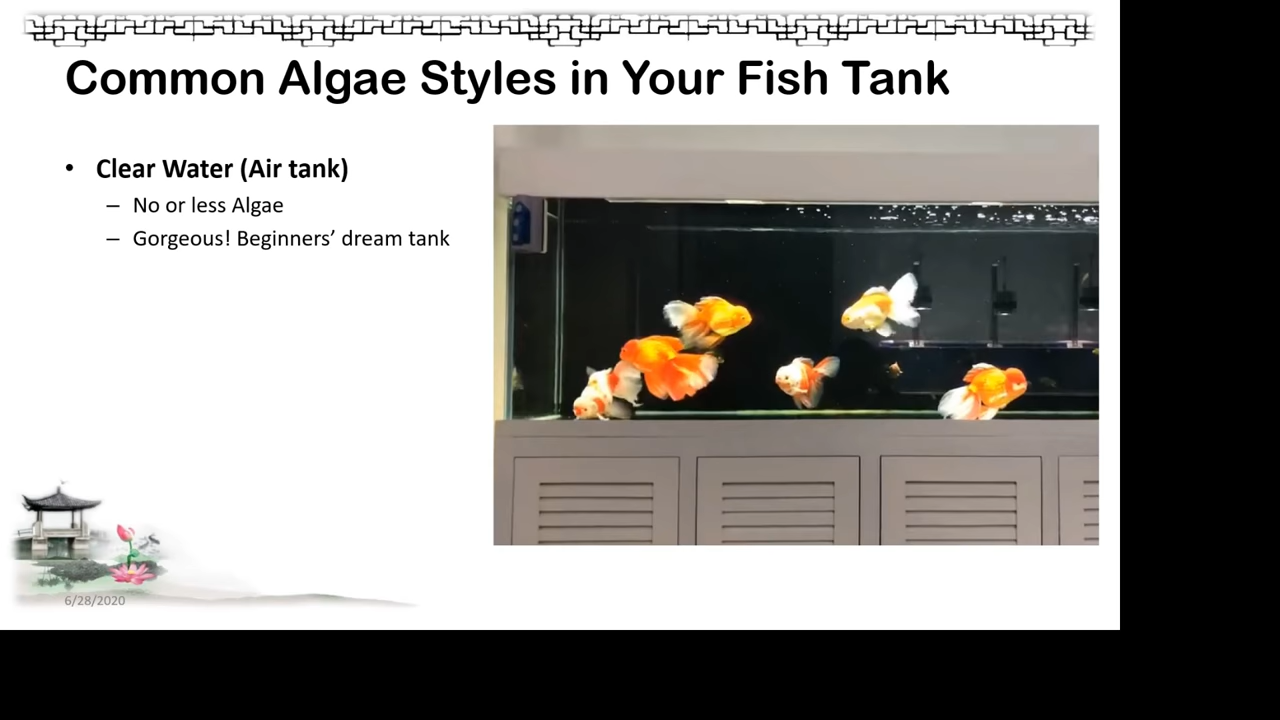 Common Algae Styles in Your Fish Tank
• Clear Water (Air tank)
– No or less Algae
– Gorgeous! Beginners’ dream tank
6/28/2020